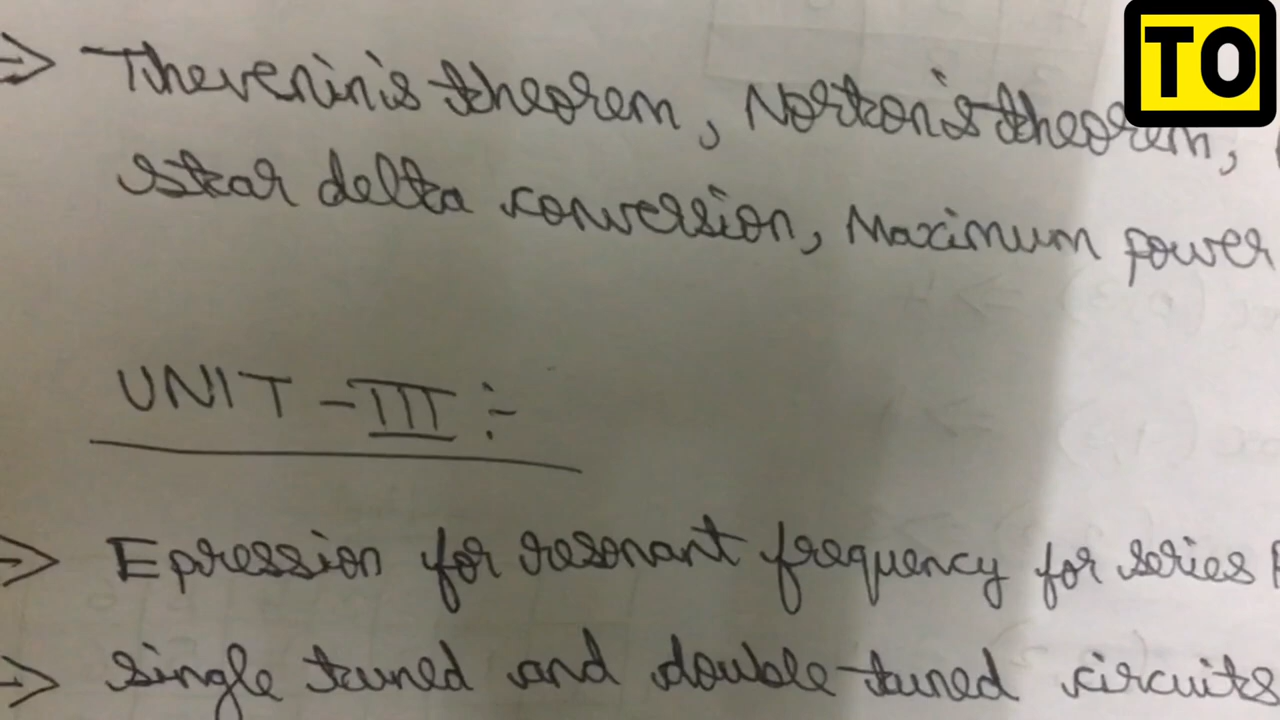 TO
⇒ Thevenin's theorem, Norton's theorem,
star delta conversion, Maximum power
UNIT - III :-
⇒ Epression for resonant frequency for series
⇒ single tuned and double tuned circuits